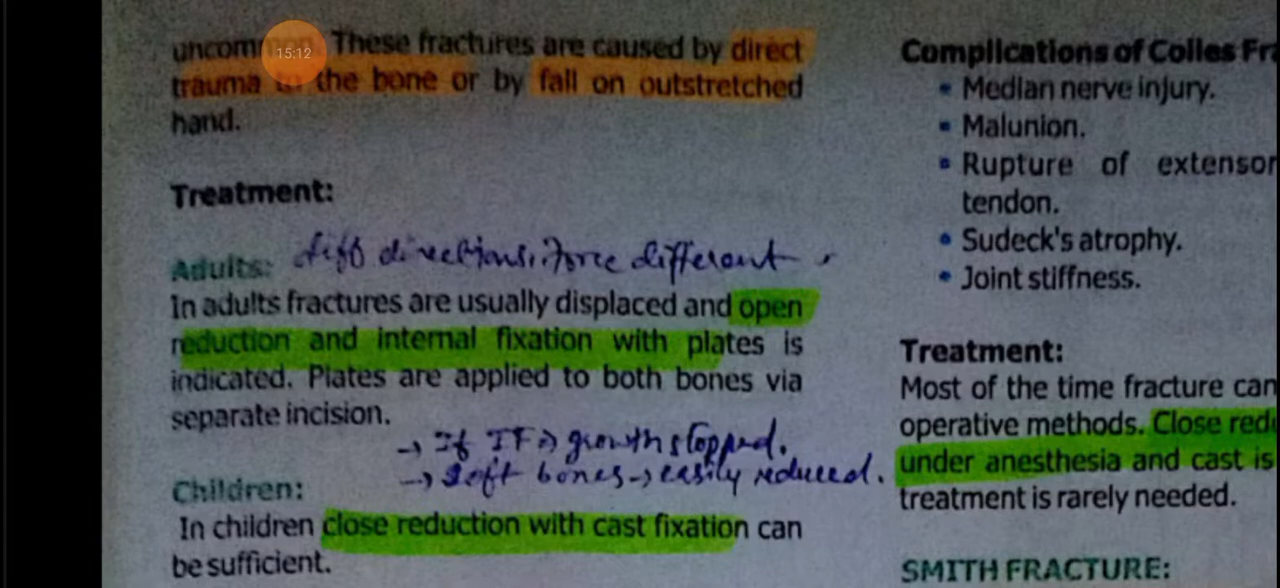 15:12
These fractures are caused by direct
trauma to the bone or by fall on outstretched
hand.
Treatment:
Adults: diff directions, force different
In adults fractures are usually displaced and open
reduction and internal fixation with plates is
indicated. Plates are applied to both bones via
separate incision.
→ If IF → growth stopped.
→ soft bones → easily reduced.
Children:
In children close reduction with cast fixation can
be sufficient.
Complications of Colles Fra
• Median nerve injury.
• Malunion.
• Rupture of extensor
tendon.
• Sudeck's atrophy.
• Joint stiffness.
Treatment:
Most of the time fracture can
operative methods. Close red
under anesthesia and cast is
treatment is rarely needed.
SMITH FRACTURE: